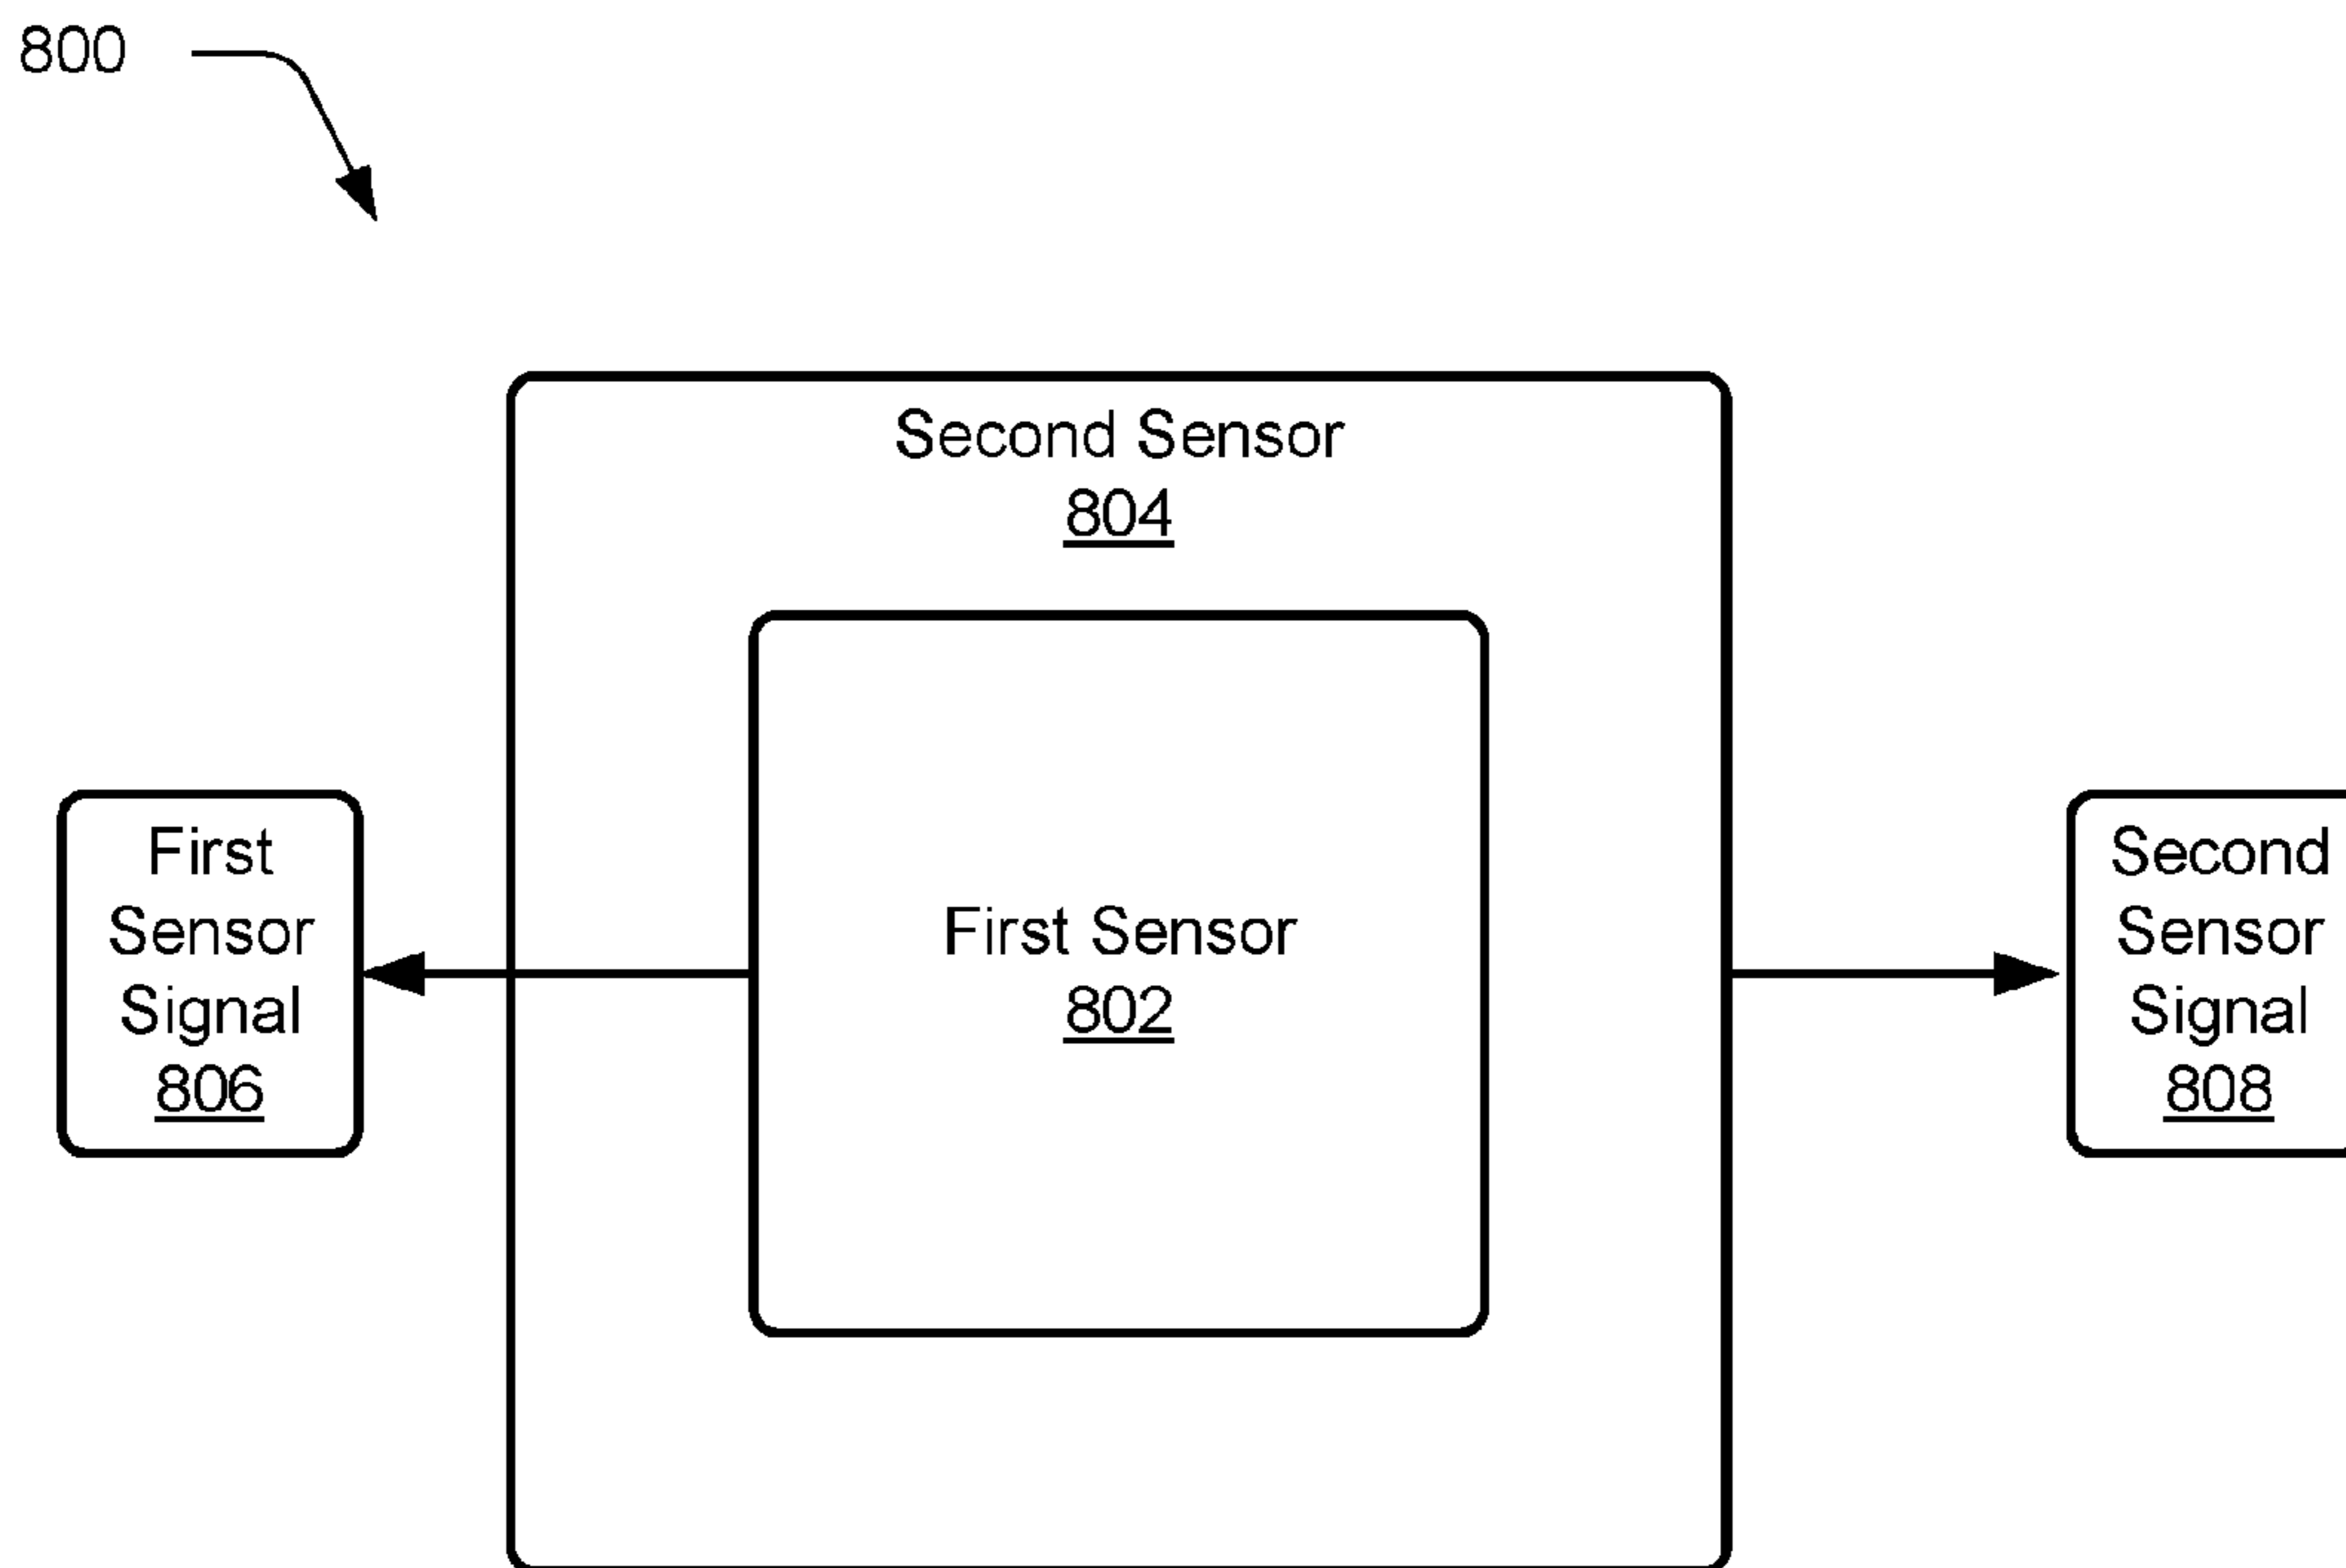 800
Second Sensor
804
First
Sensor
Signal
806
First Sensor
802
Second
Sensor
Signal
808